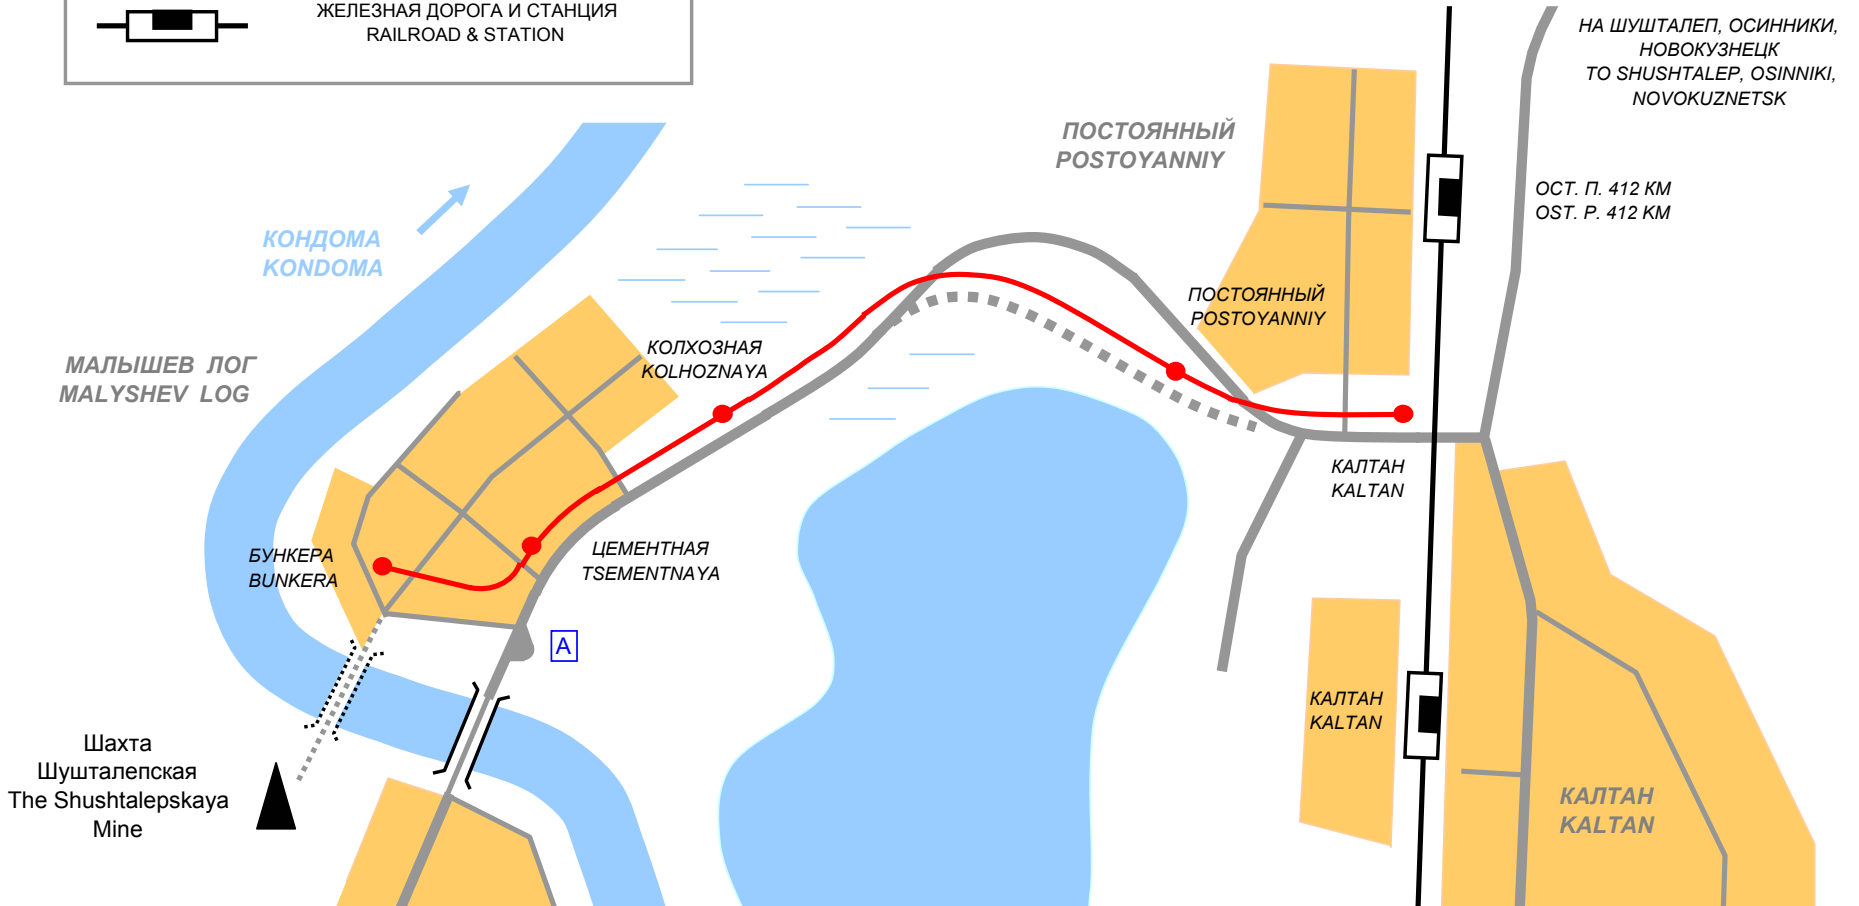 ЖЕЛЕЗНАЯ ДОРОГА И СТАНЦИЯ
RAILROAD & STATION
НА ШУШТАЛЕП, ОСИННИКИ,
НОВОКУЗНЕЦК
TO SHUSHTALEP, OSINNIKI,
NOVOKUZNETSK
ПОСТОЯННЫЙ
POSTOYANNIY
ОСТ. П. 412 КМ
OST. P. 412 KM
КОНДОМА
KONDOMA
ПОСТОЯННЫЙ
POSTOYANNIY
МАЛЫШЕВ ЛОГ
MALYSHEV LOG
КОЛХОЗНАЯ
KOLHOZNAYA
КАЛТАН
KALTAN
БУНКЕРА
BUNKERA
ЦЕМЕНТНАЯ
TSEMENTNAYA
A
КАЛТАН
KALTAN
Шахта
Шушталепская
The Shushtalepskaya
Mine
КАЛТАН
KALTAN